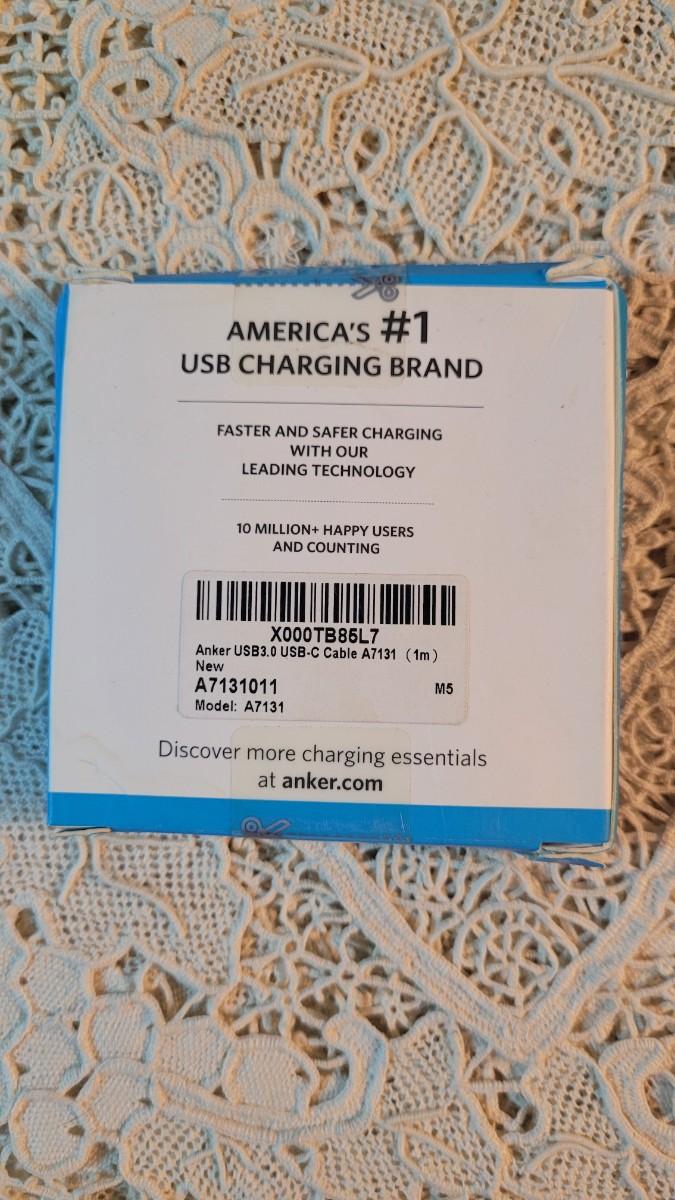 AMERICA'S #1
USB CHARGING BRAND
FASTER AND SAFER CHARGING
WITH OUR
LEADING TECHNOLOGY
10 MILLION+ HAPPY USERS
AND COUNTING
X000TB85L7
Anker USB3.0 USB-C Cable A7131 (1m)
New
A7131011 M5
Model: A7131
Discover more charging essentials
at anker.com